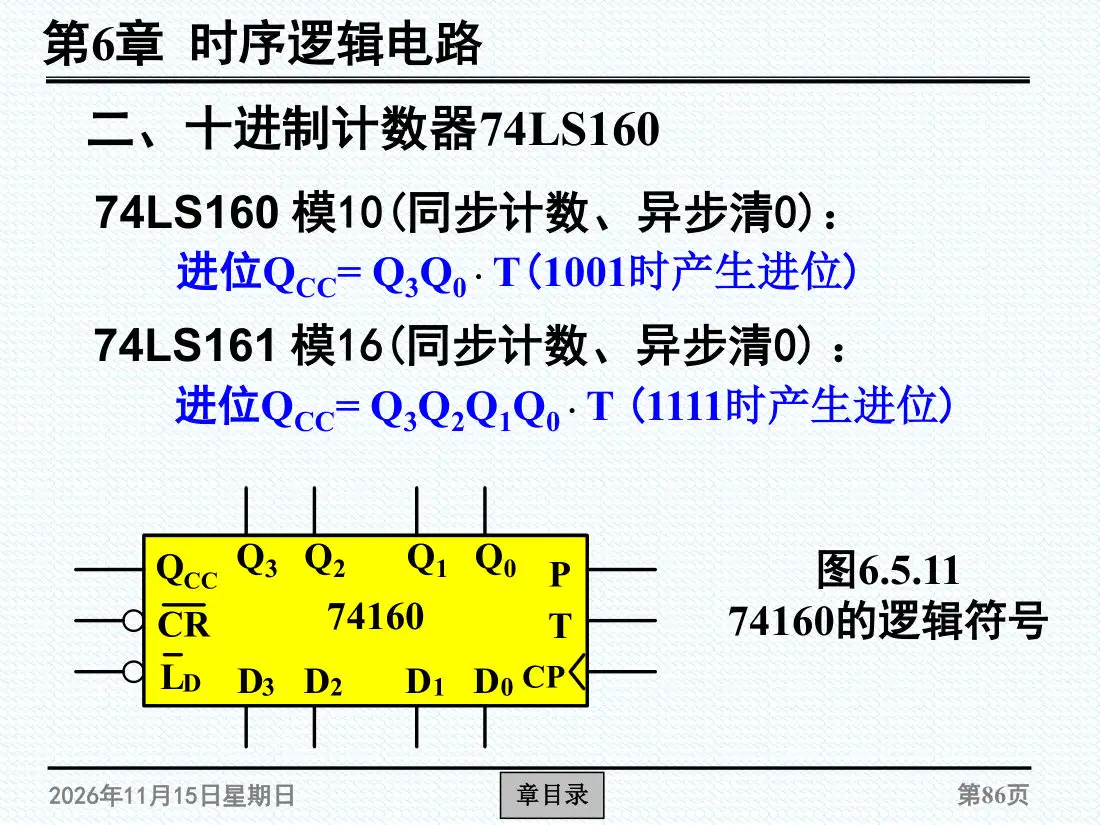 第6章 时序逻辑电路
二、十进制计数器74LS160
74LS160 模10(同步计数、异步清0)：
进位QCC= Q3Q0 · T(1001时产生进位)
74LS161 模16(同步计数、异步清0)：
进位QCC= Q3Q2Q1Q0 · T (1111时产生进位)
QCC Q3 Q2 Q1 Q0 P
C̅R̅ 74160 T
L̅D D3 D2 D1 D0 CP
图6.5.11
74160的逻辑符号
2026年11月15日星期日 章目录 第86页